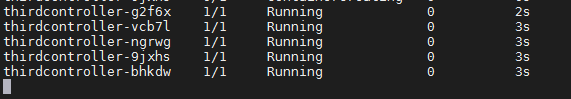 thirdcontroller-g2f6x 1/1 Running 0 2s
thirdcontroller-vcb7l 1/1 Running 0 3s
thirdcontroller-ngrwg 1/1 Running 0 3s
thirdcontroller-9jxhs 1/1 Running 0 3s
thirdcontroller-bhkdw 1/1 Running 0 3s